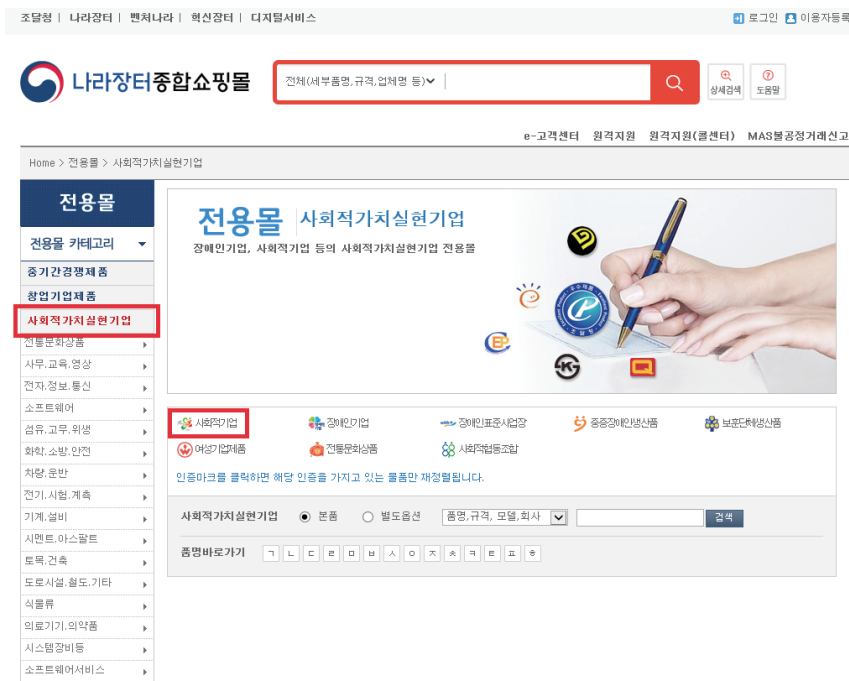 조달청 | 나라장터 | 벤처나라 | 혁신장터 | 디지털서비스
로그인 이용자등록
나라장터종합쇼핑몰
전체(세부품명,규격,업체명 등)
상세검색 도움말
e-고객센터 원격지원 원격지원(콜센터) MAS불공정거래신고
Home > 전용몰 > 사회적가치실현기업
전용몰
전용몰 카테고리
중기간경쟁제품
창업기업제품
사회적가치실현기업
전통문화상품
사무.교육.영상
전자.정보.통신
소프트웨어
섬유.고무.위생
화학.소방.안전
차량.운반
전기.시험.계측
기계.설비
시멘트.아스팔트
토목.건축
도로시설.철도.기타
식물류
의료기기.의약품
시스템장비등
소프트웨어서비스
전용몰 사회적가치실현기업
장애인기업, 사회적기업 등의 사회적가치실현기업 전용몰
사회적기업 장애인기업 장애인표준사업장 중증장애인생산품 보훈단체생산품
여성기업제품 전통문화상품 사회적협동조합
인증마크를 클릭하면 해당 인증을 가지고 있는 물품만 재정렬됩니다.
사회적가치실현기업 본품 별도옵션 품명,규격, 모델,회사 검색
품명바로가기 ㄱ ㄴ ㄷ ㄹ ㅁ ㅂ ㅅ ㅇ ㅈ ㅊ ㅋ ㅌ ㅍ ㅎ